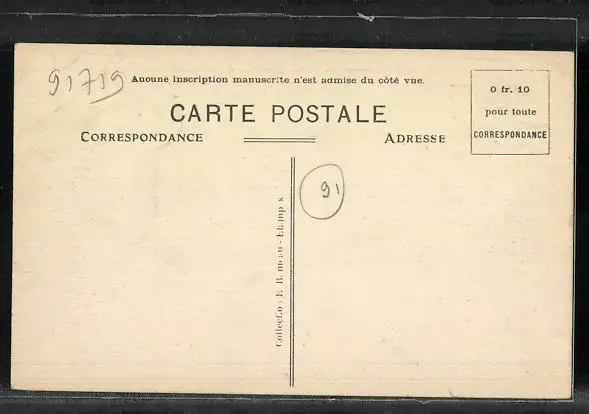 91719
Aucune inscription manuscrite n'est admise du côté vue.
0 fr. 10
pour toute
CORRESPONDANCE
CARTE POSTALE
CORRESPONDANCE
ADRESSE
91
E. - Etampes